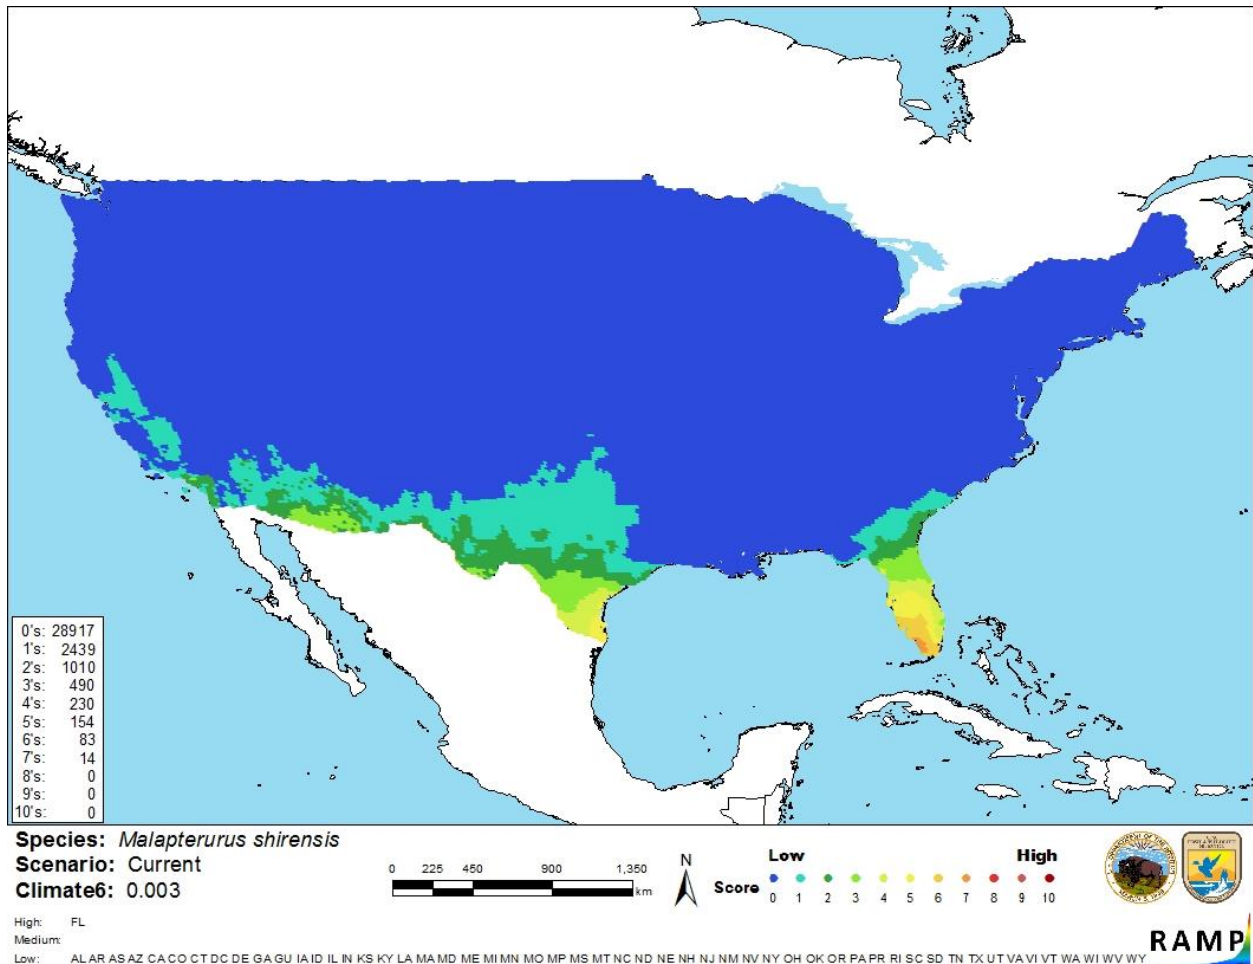 0's: 28917
1's: 2439
2's: 1010
3's: 490
4's: 230
5's: 154
6's: 83
7's: 14
8's: 0
9's: 0
10's: 0
Species: Malapterurus shirensis
Scenario: Current
Climate6: 0.003
0 225 450 900 1,350
km
N
Low High
Score
0 1 2 3 4 5 6 7 8 9 10
High: FL
Medium:
Low: AL AR AS AZ CA CO CT DC DE GA GU IA ID IL IN KS KY LA MA MD ME MI MN MO MP MS MT NC ND NE NH NJ NM NV NY OH OK OR PA PR RI SC SD TN TX UT VA VI VT WA WI WV WY
RAMP